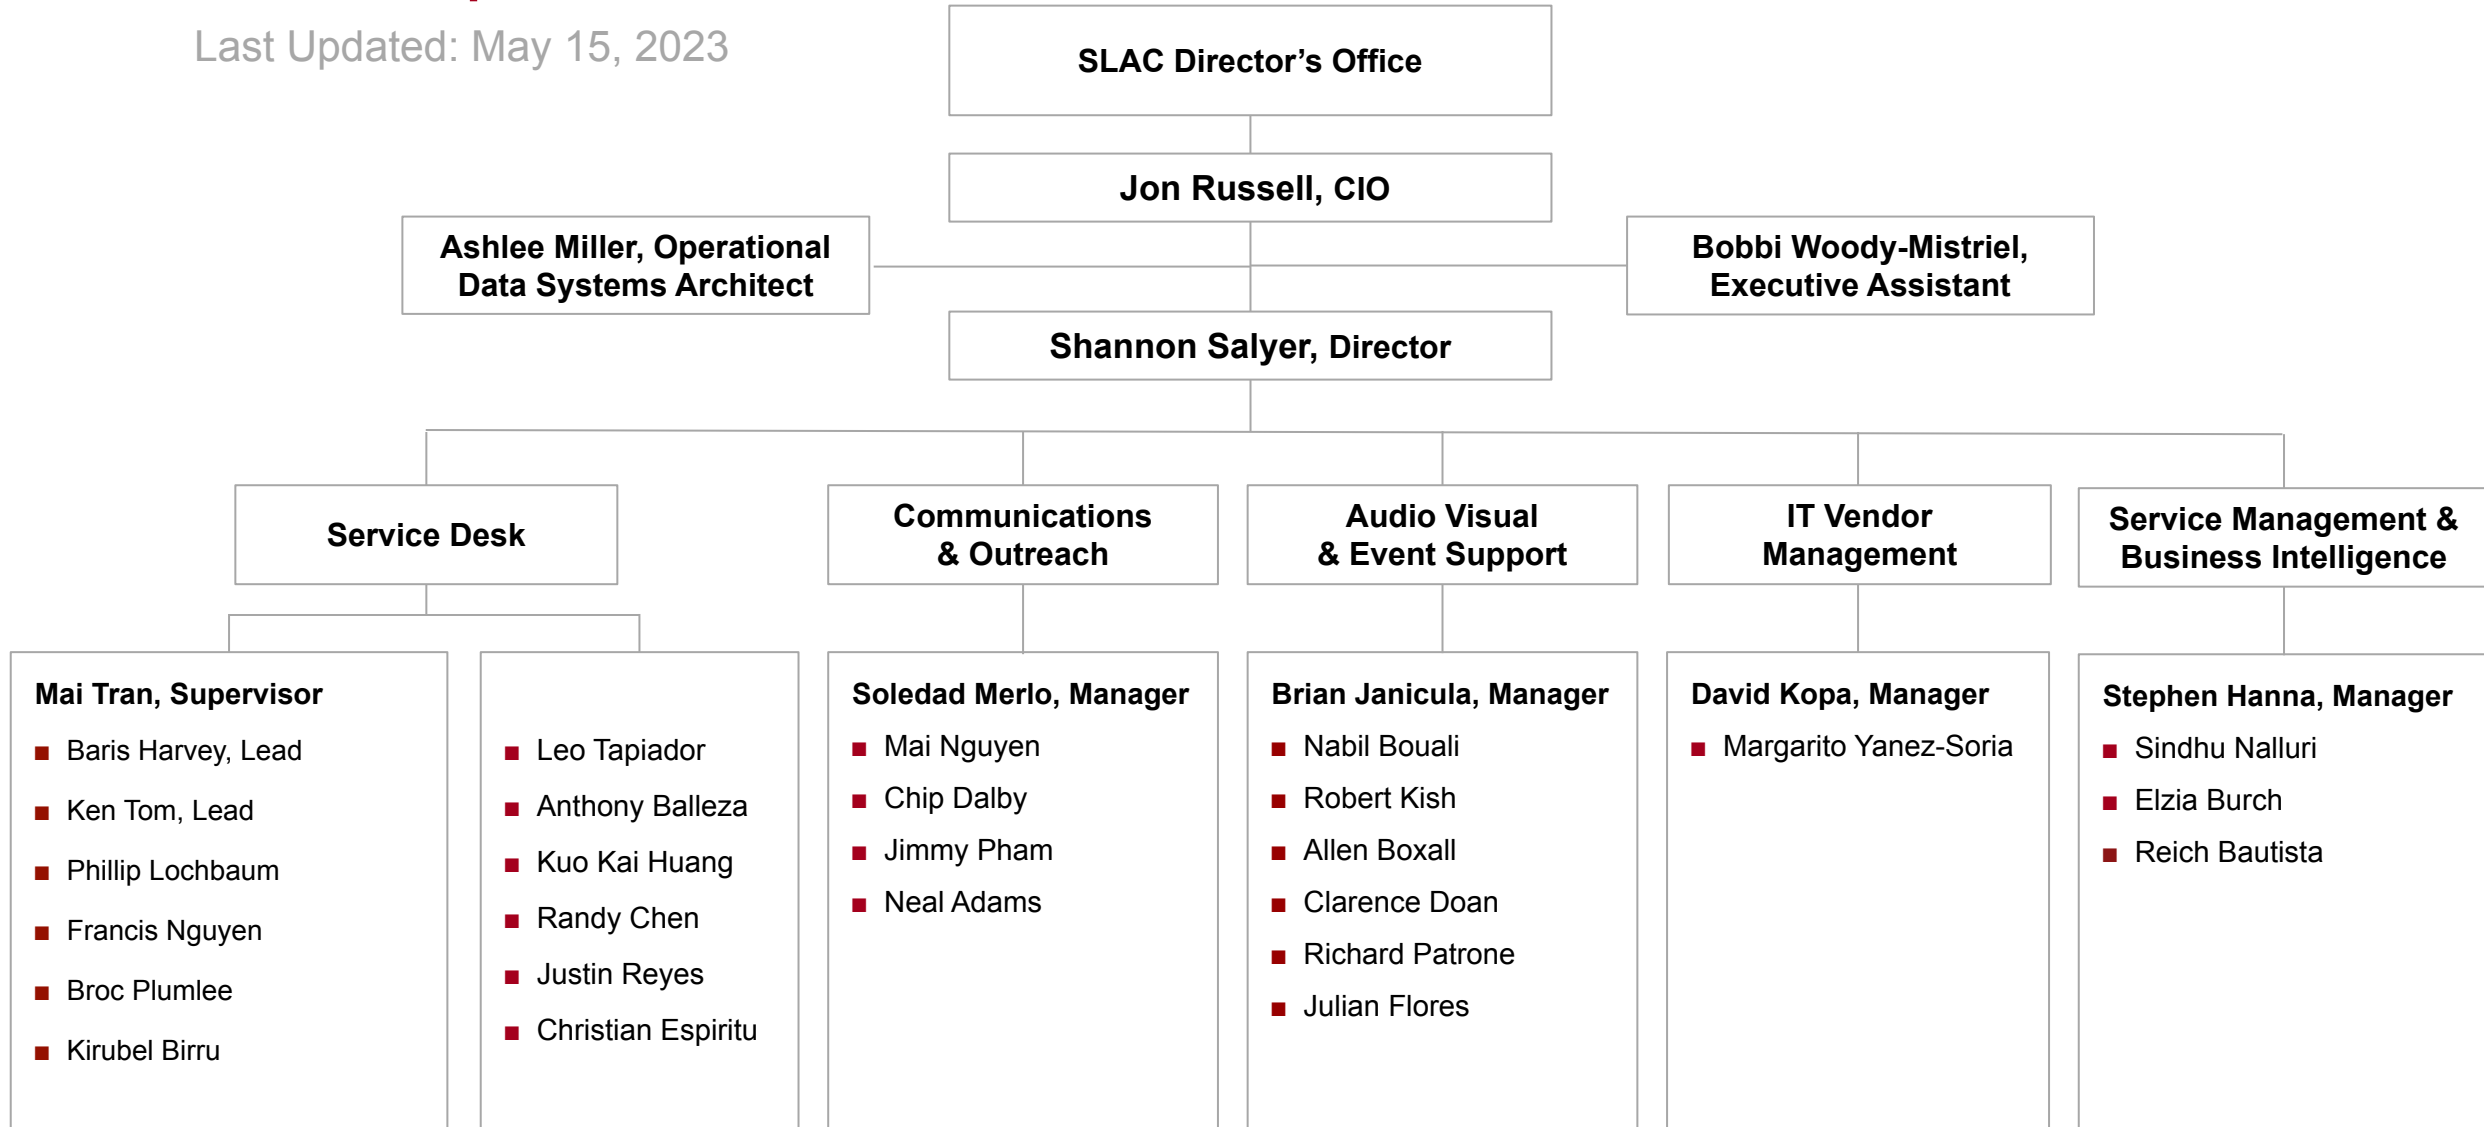 Last Updated: May 15, 2023
SLAC Director’s Office
Jon Russell, CIO
Ashlee Miller, Operational
Data Systems Architect
Bobbi Woody-Mistriel,
Executive Assistant
Shannon Salyer, Director
Service Desk
Communications
& Outreach
Audio Visual
& Event Support
IT Vendor
Management
Service Management &
Business Intelligence
Mai Tran, Supervisor
Baris Harvey, Lead
Ken Tom, Lead
Phillip Lochbaum
Francis Nguyen
Broc Plumlee
Kirubel Birru
Leo Tapiador
Anthony Balleza
Kuo Kai Huang
Randy Chen
Justin Reyes
Christian Espiritu
Soledad Merlo, Manager
Mai Nguyen
Chip Dalby
Jimmy Pham
Neal Adams
Brian Janicula, Manager
Nabil Bouali
Robert Kish
Allen Boxall
Clarence Doan
Richard Patrone
Julian Flores
David Kopa, Manager
Margarito Yanez-Soria
Stephen Hanna, Manager
Sindhu Nalluri
Elzia Burch
Reich Bautista